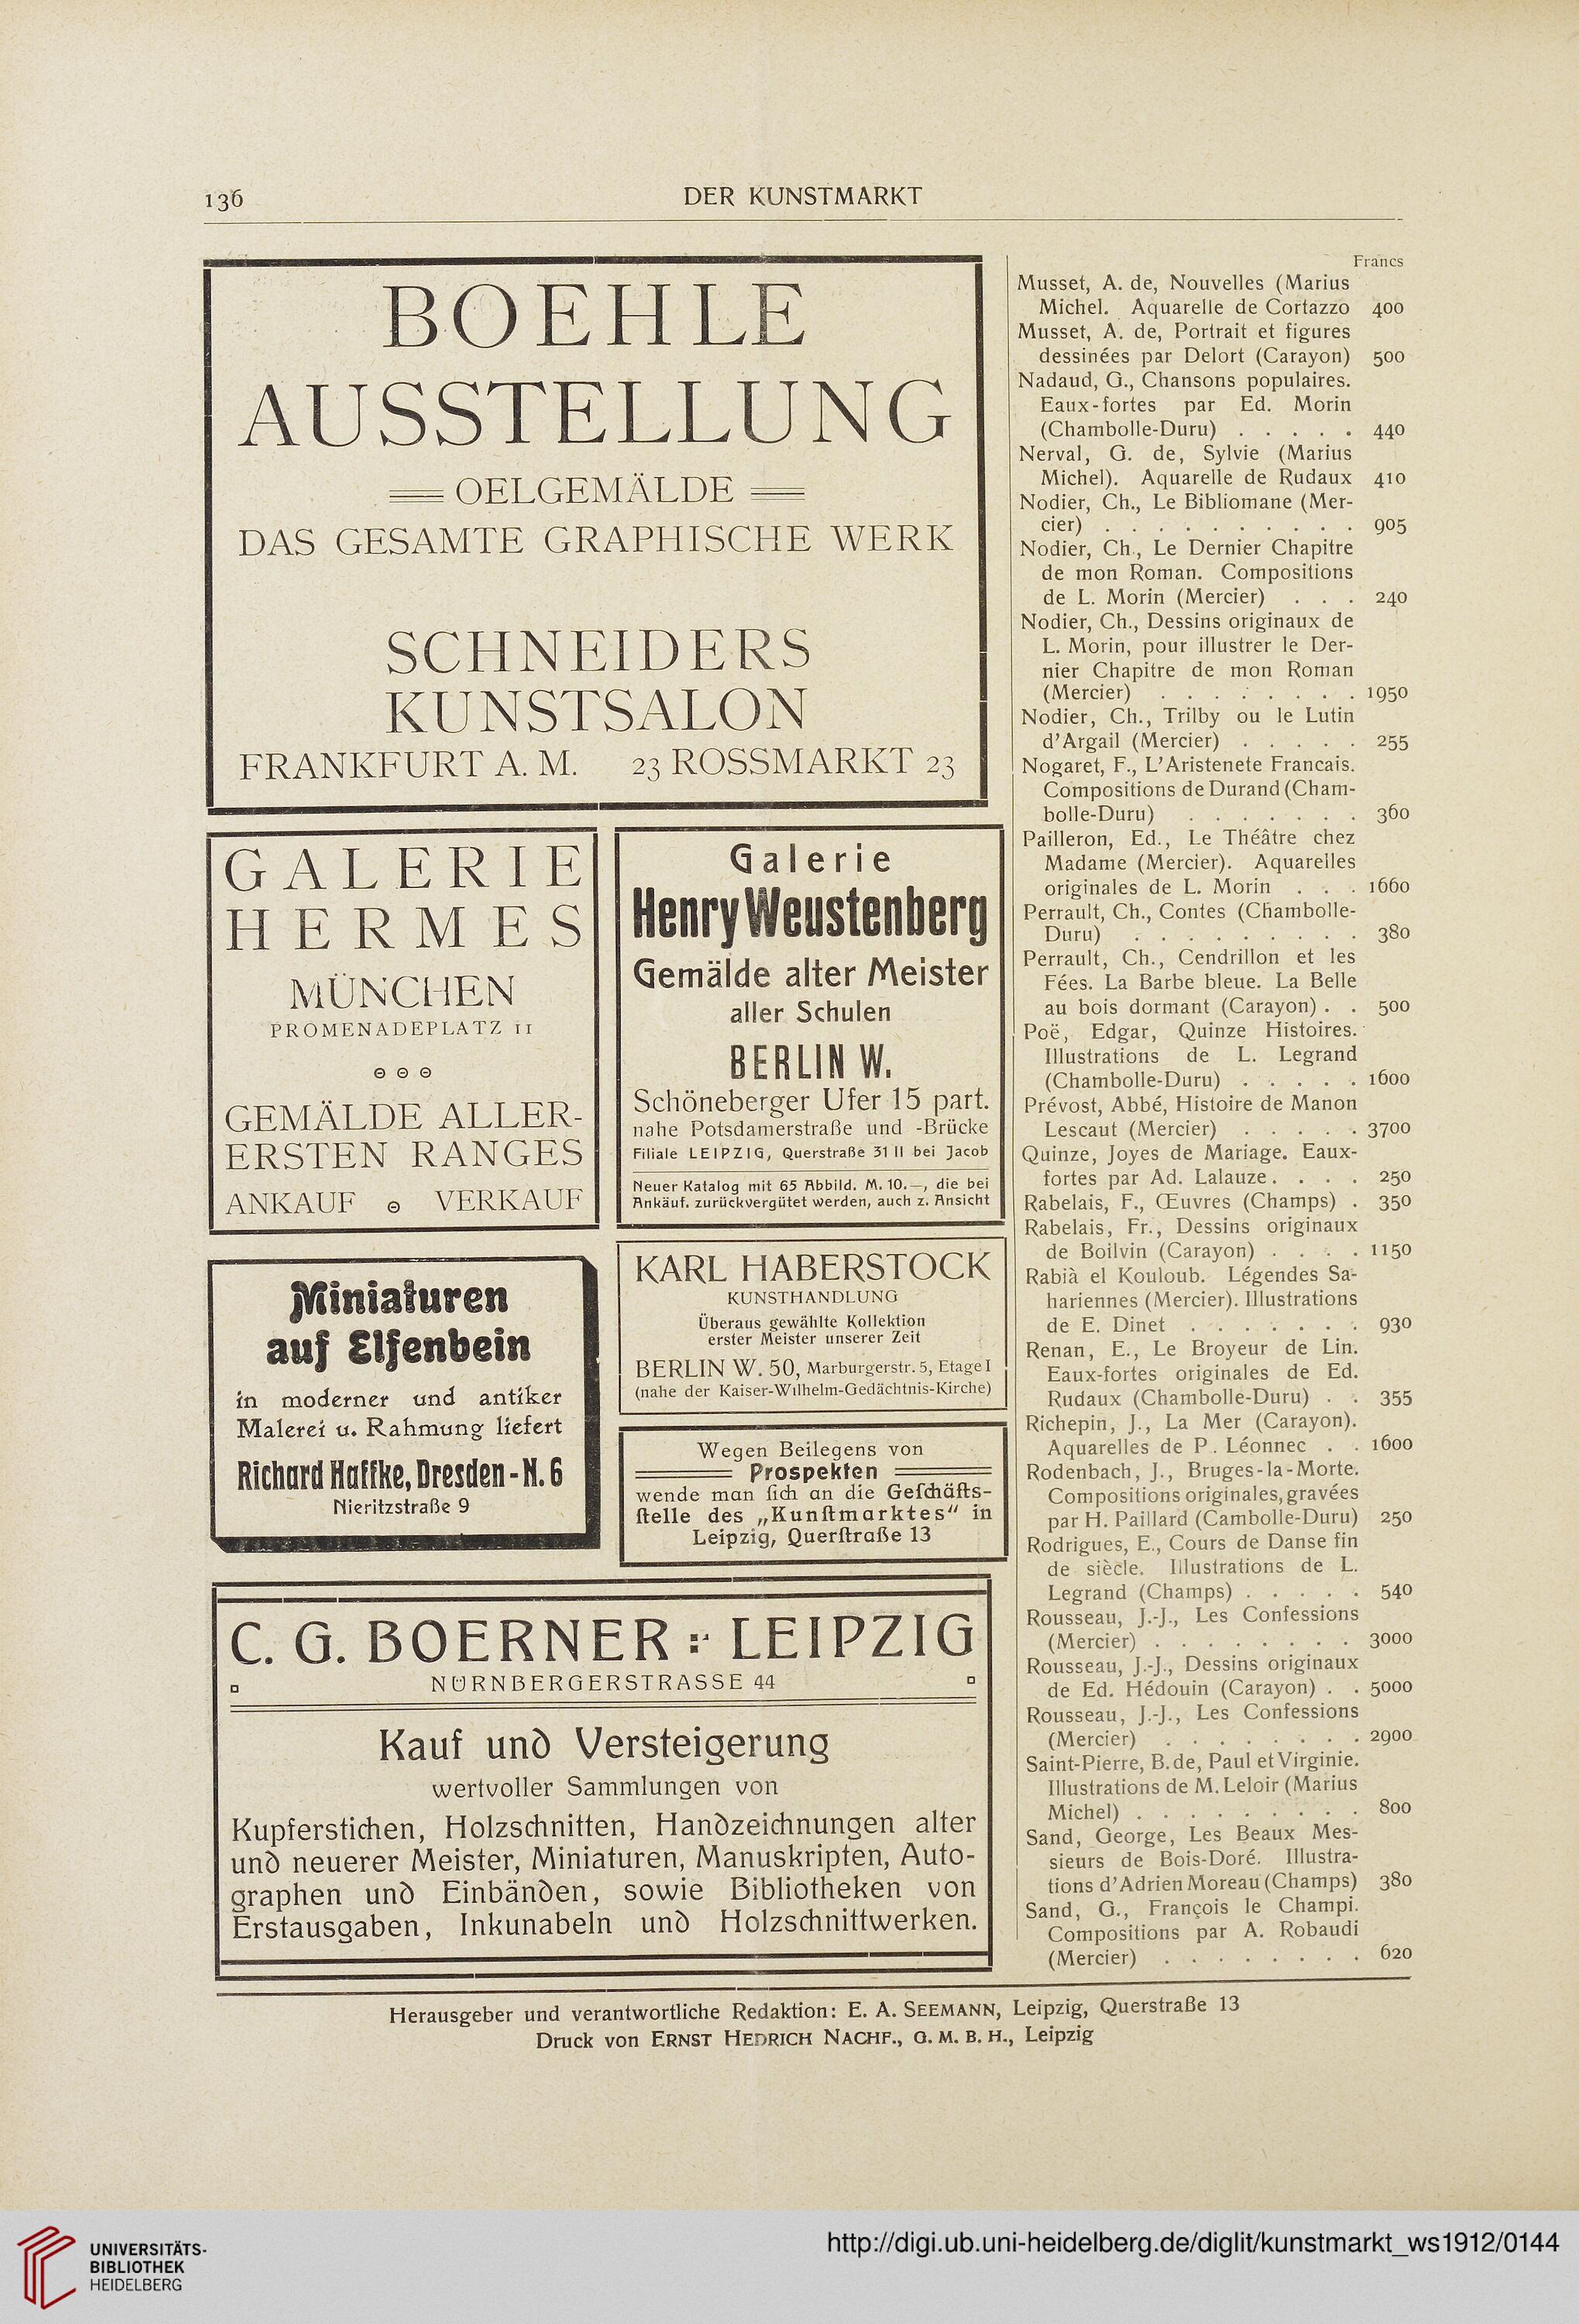 136
DER KUNSTMARKT
BOEHLE
AUSSTELLUNG
OELGEMÄLDE
DAS GESAMTE GRAPHISCHE WERK
SCHNEIDERS
KUNSTSALON
FRANKFURT A. M. 23 ROSSMARKT 23
GALERIE
HERMES
MÜNCHEN
PROMENADEPLATZ 11
GEMÄLDE ALLER-
ERSTEN RANGES
ANKAUF VERKAUF
Galerie
Henry Weustenberg
Gemälde alter Meister
aller Schulen
BERLIN W.
Schöneberger Ufer 15 part.
nahe Potsdamerstraße und -Brücke
Filiale LEIPZIG, Querstraße 31 II bei Jacob
Neuer Katalog mit 65 Abbild. M. 10.—, die bei
Ankäuf. zurückvergütet werden, auch z. Ansicht
Miniaturen
auf Elfenbein
in moderner und antiker
Malerei u. Rahmung liefert
Richard Haffke, Dresden-N. 6
Nieritzstraße 9
KARL HABERSTOCK
KUNSTHANDLUNG
Überaus gewählte Kollektion
erster Meister unserer Zeit
BERLIN W. 50, Marburgerstr. 5, Etage I
(nahe der Kaiser-Wilhelm-Gedächtnis-Kirche)
Wegen Beilegens von
Prospekten
wende man ſich an die Geſchäfts-
ſtelle des „Kunſtmarktes“ in
Leipzig, Querſtraße 13
C. G. BOERNER : LEIPZIG
NÜRNBERGERSTRASSE 44
Kauf und Versteigerung
wertvoller Sammlungen von
Kupferstichen, Holzschnitten, Handzeichnungen alter
und neuerer Meister, Miniaturen, Manuskripten, Auto-
graphen und Einbänden, sowie Bibliotheken von
Erstausgaben, Inkunabeln und Holzschnittwerken.
Francs
Musset, A. de, Nouvelles (Marius
Michel. Aquarelle de Cortazzo 400
Musset, A. de, Portrait et figures
dessinées par Delort (Carayon) 500
Nadaud, G., Chansons populaires.
Eaux-fortes par Ed. Morin
(Chambolle-Duru) . . . . . 440
Nerval, G. de, Sylvie (Marius
Michel). Aquarelle de Rudaux 410
Nodier, Ch., Le Bibliomane (Mer-
cier) . . . . . . . . . . 905
Nodier, Ch., Le Dernier Chapitre
de mon Roman. Compositions
de L. Morin (Mercier) . . . 240
Nodier, Ch., Dessins originaux de
L. Morin, pour illustrer le Der-
nier Chapitre de mon Roman
(Mercier) . . . . . . . . 1950
Nodier, Ch., Trilby ou le Lutin
d'Argail (Mercier) . . . . . 255
Nogaret, F., L'Aristenete Francais.
Compositions de Durand (Cham-
bolle-Duru) . . . . . . . 360
Pailleron, Ed., Le Théâtre chez
Madame (Mercier). Aquarelles
originales de L. Morin . . . 1660
Perrault, Ch., Contes (Chambolle-
Duru) . . . . . . . . . 380
Perrault, Ch., Cendrillon et les
Fées. La Barbe bleue. La Belle
au bois dormant (Carayon) . . 500
Poë, Edgar, Quinze Histoires.
Illustrations de L. Legrand
(Chambolle-Duru) . . . . . 1600
Prévost, Abbé, Histoire de Manon
Lescaut (Mercier) . . . . . 3700
Quinze, Joyes de Mariage. Eaux-
fortes par Ad. Lalauze . . . . 250
Rabelais, F., Œuvres (Champs) . 350
Rabelais, Fr., Dessins originaux
de Boilvin (Carayon) . . . . 1150
Rabià el Kouloub. Légendes Sa-
hariennes (Mercier). Illustrations
de E. Dinet . . . . . . . 930
Renan, E., Le Broyeur de Lin.
Eaux-fortes originales de Ed.
Rudaux (Chambolle-Duru) . . 355
Richepin, J., La Mer (Carayon).
Aquarelles de P. Léonnec . . 1600
Rodenbach, J., Bruges-la-Morte.
Compositions originales, gravées
par H. Paillard (Cambolle-Duru) 250
Rodrigues, E., Cours de Danse fin
de siècle. Illustrations de L.
Legrand (Champs) . . . . . 540
Rousseau, J.-J., Les Confessions
(Mercier) . . . . . . . . 3000
Rousseau, J.-J., Dessins originaux
de Ed. Hédouin (Carayon) . . 5000
Rousseau, J.-J., Les Confessions
(Mercier) . . . . . . . . 2900
Saint-Pierre, B. de, Paul et Virginie.
Illustrations de M. Leloir (Marius
Michel) . . . . . . . . . 800
Sand, George, Les Beaux Mes-
sieurs de Bois-Doré. Illustra-
tions d'Adrien Moreau (Champs) 380
Sand, G., François le Champi.
Compositions par A. Robaudi
(Mercier) . . . . . . . . 620
Herausgeber und verantwortliche Redaktion: E. A. SEEMANN, Leipzig, Querstraße 13
Druck von ERNST HEDRICH NACHF., G. M. B. H., Leipzig
UNIVERSITÄTS-
BIBLIOTHEK
HEIDELBERG
http://digi.ub.uni-heidelberg.de/diglit/kunstmarkt_ws1912/0144